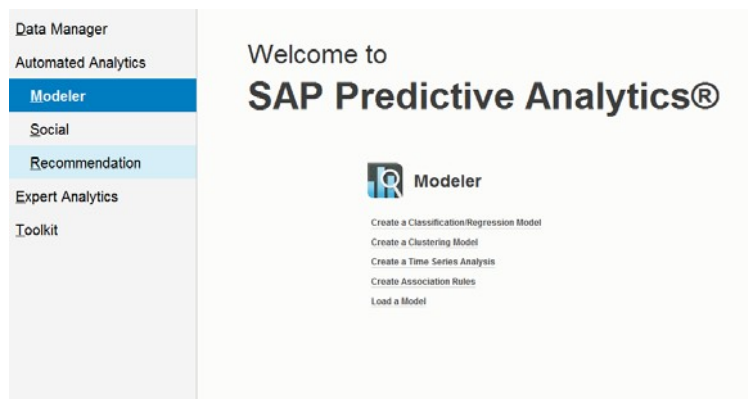 Data Manager
Automated Analytics
Modeler
Social
Recommendation
Expert Analytics
Toolkit
Welcome to
SAP Predictive Analytics®
Modeler
Create a Classification/Regression Model
Create a Clustering Model
Create a Time Series Analysis
Create Association Rules
Load a Model